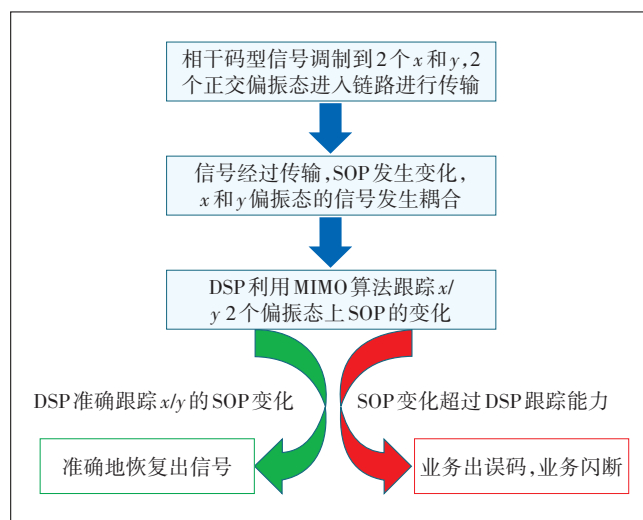 相干码型信号调制到2个x和y,2
个正交偏振态进入链路进行传输
信号经过传输,SOP发生变化,
x和y偏振态的信号发生耦合
DSP利用MIMO算法跟踪x/
y 2个偏振态上SOP的变化
DSP准确跟踪x/y的SOP变化
SOP变化超过DSP跟踪能力
准确地恢复出信号
业务出误码,业务闪断